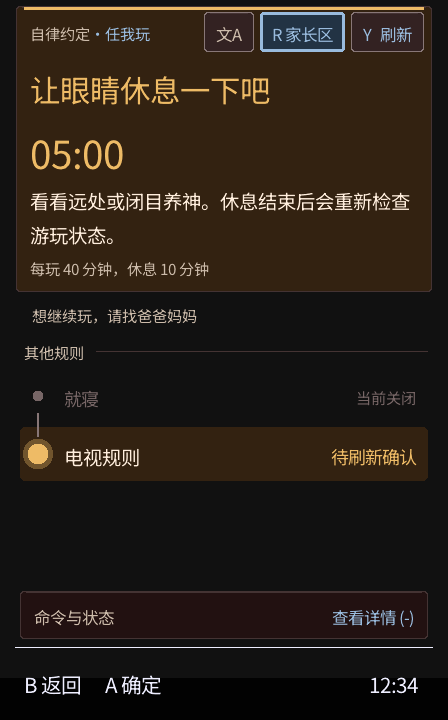 自律约定·任我玩 文A R 家长区 Y 刷新
让眼睛休息一下吧
05:00
看看远处或闭目养神。休息结束后会重新检查
游玩状态。
每玩 40 分钟，休息 10 分钟
想继续玩，请找爸爸妈妈
其他规则
就寝 当前关闭
电视规则 待刷新确认
命令与状态 查看详情 (-)
B 返回 A 确定 12:34